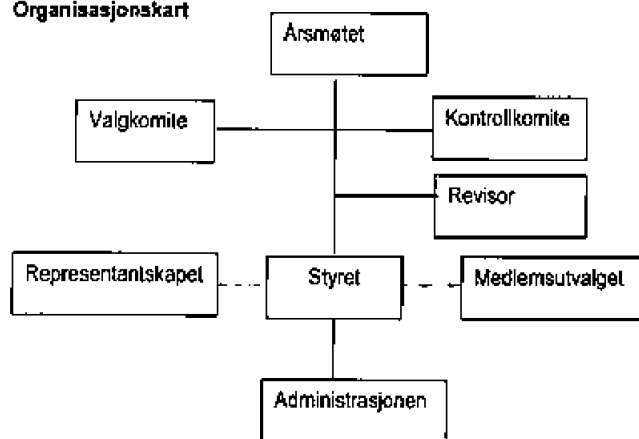 Organisasjonskart
Årsmøtet
Valgkomite
Kontrollkomite
Revisor
Representantskapet
Styret
Medlemsutvalget
Administrasjonen